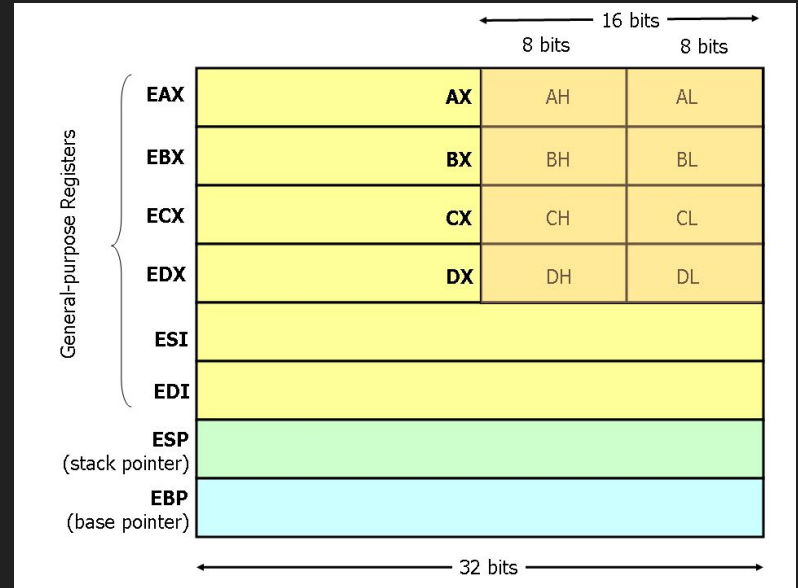 16 bits
8 bits 8 bits
General-purpose Registers
EAX AX AH AL
EBX BX BH BL
ECX CX CH CL
EDX DX DH DL
ESI
EDI
ESP
(stack pointer)
EBP
(base pointer)
32 bits